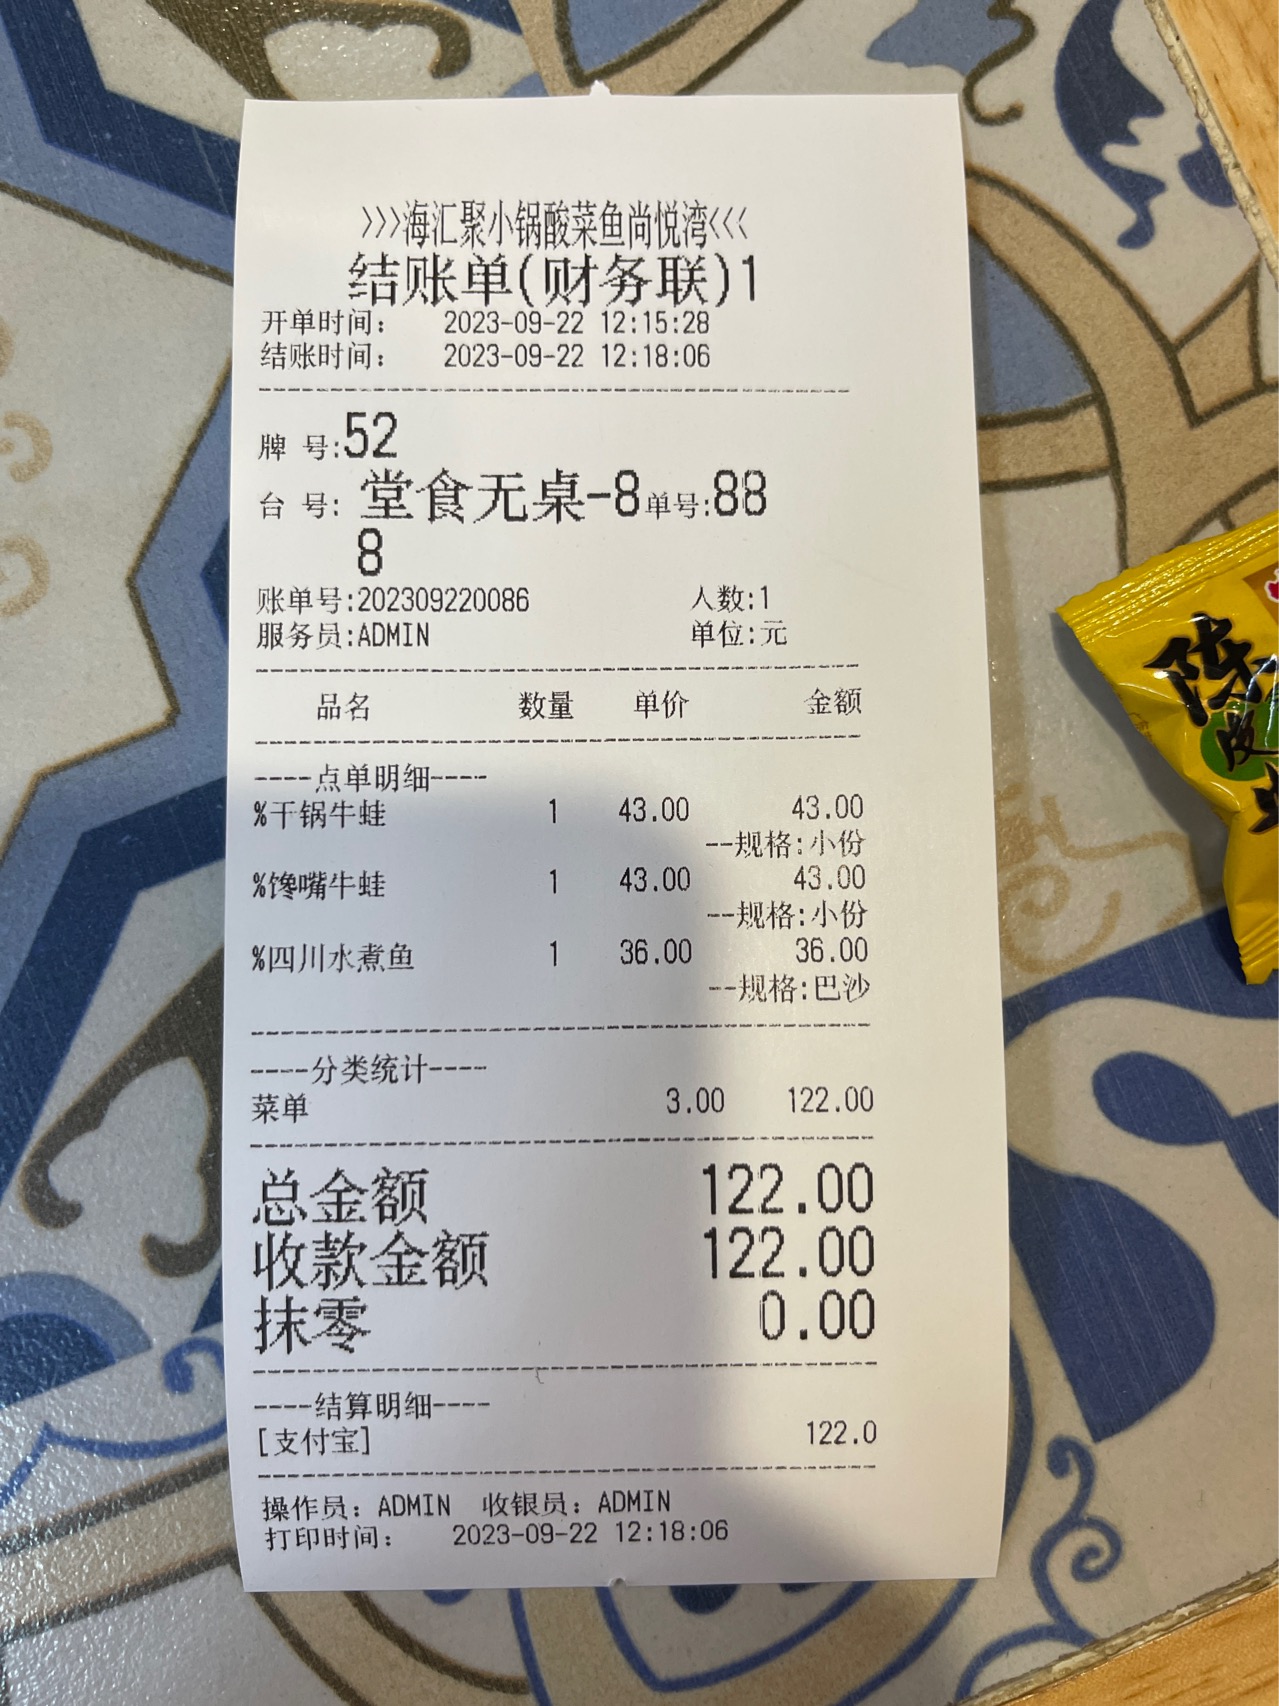 >>>海汇聚小锅酸菜鱼尚悦湾<<<
结账单(财务联)1
开单时间: 2023-09-22 12:15:28
结账时间: 2023-09-22 12:18:06
牌 号:52
台 号: 堂食无桌-8单号:88
8
账单号:202309220086 人数:1
服务员:ADMIN 单位:元
品名 数量 单价 金额
----点单明细----
%干锅牛蛙 1 43.00 43.00
--规格:小份
%馋嘴牛蛙 1 43.00 43.00
--规格:小份
%四川水煮鱼 1 36.00 36.00
--规格:巴沙
----分类统计----
菜单 3.00 122.00
总金额 122.00
收款金额 122.00
抹零 0.00
----结算明细----
[支付宝] 122.0
操作员: ADMIN 收银员: ADMIN
打印时间: 2023-09-22 12:18:06
陈
皮